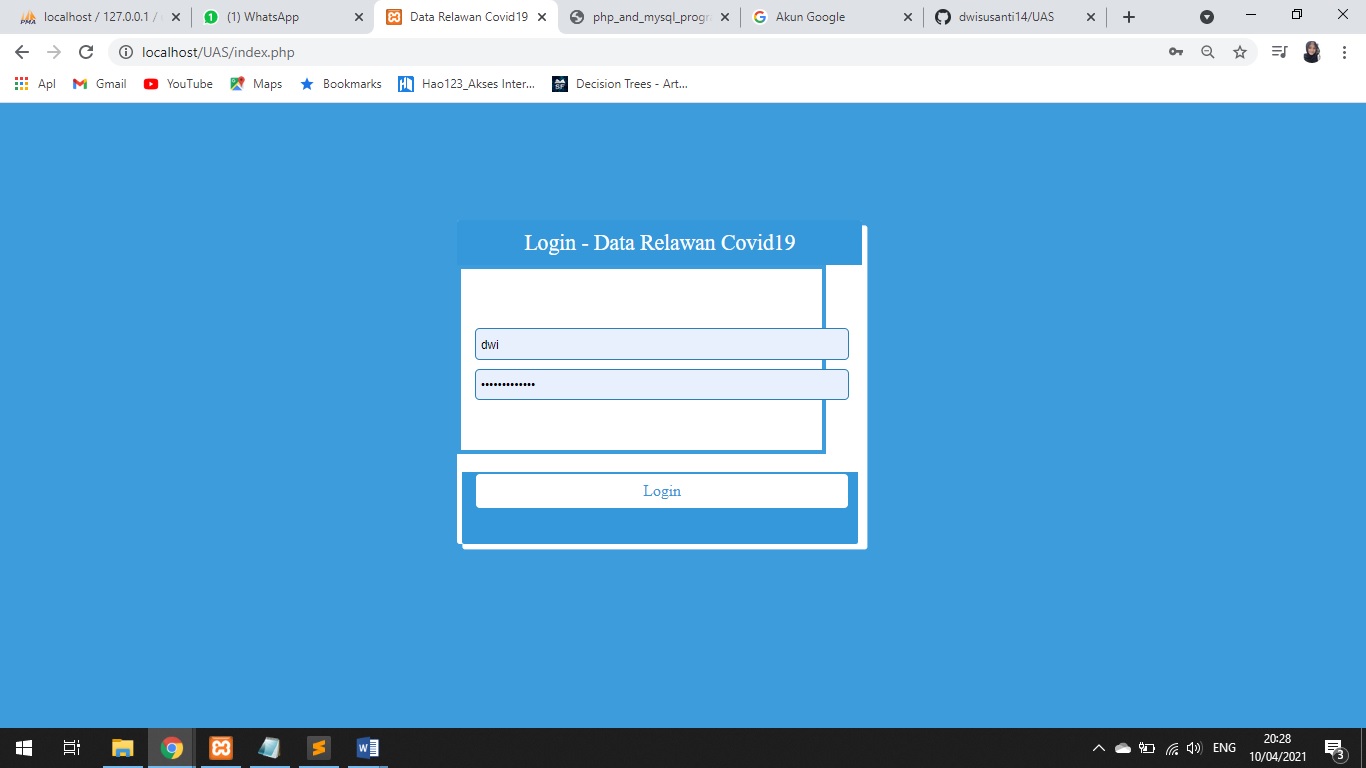 localhost / 127.0.0.1 /
(1) WhatsApp
Data Relawan Covid19
php_and_mysql_progr
Akun Google
dwisusanti14/UAS
localhost/UAS/index.php
Apl
Gmail
YouTube
Maps
Bookmarks
Hao123_Akses Inter...
Decision Trees - Art...
Login - Data Relawan Covid19
dwi
•••••••••••••
Login
ENG
20:28
10/04/2021
3